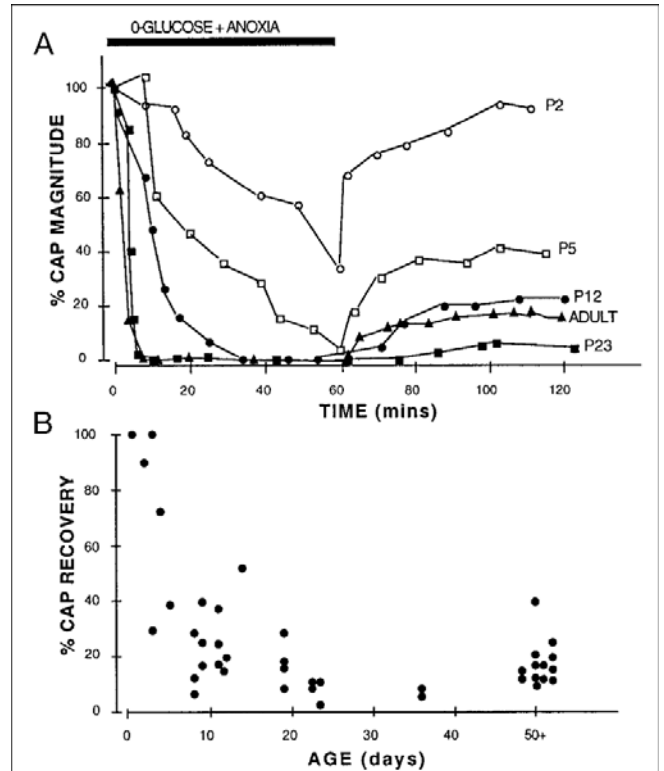 0-GLUCOSE + ANOXIA
A
% CAP MAGNITUDE
100
80
60
40
20
0
P2
P5
P12
ADULT
P23
0 20 40 60 80 100 120
TIME (mins)
B
% CAP RECOVERY
100
80
60
40
20
0
0 10 20 30 40 50+
AGE (days)